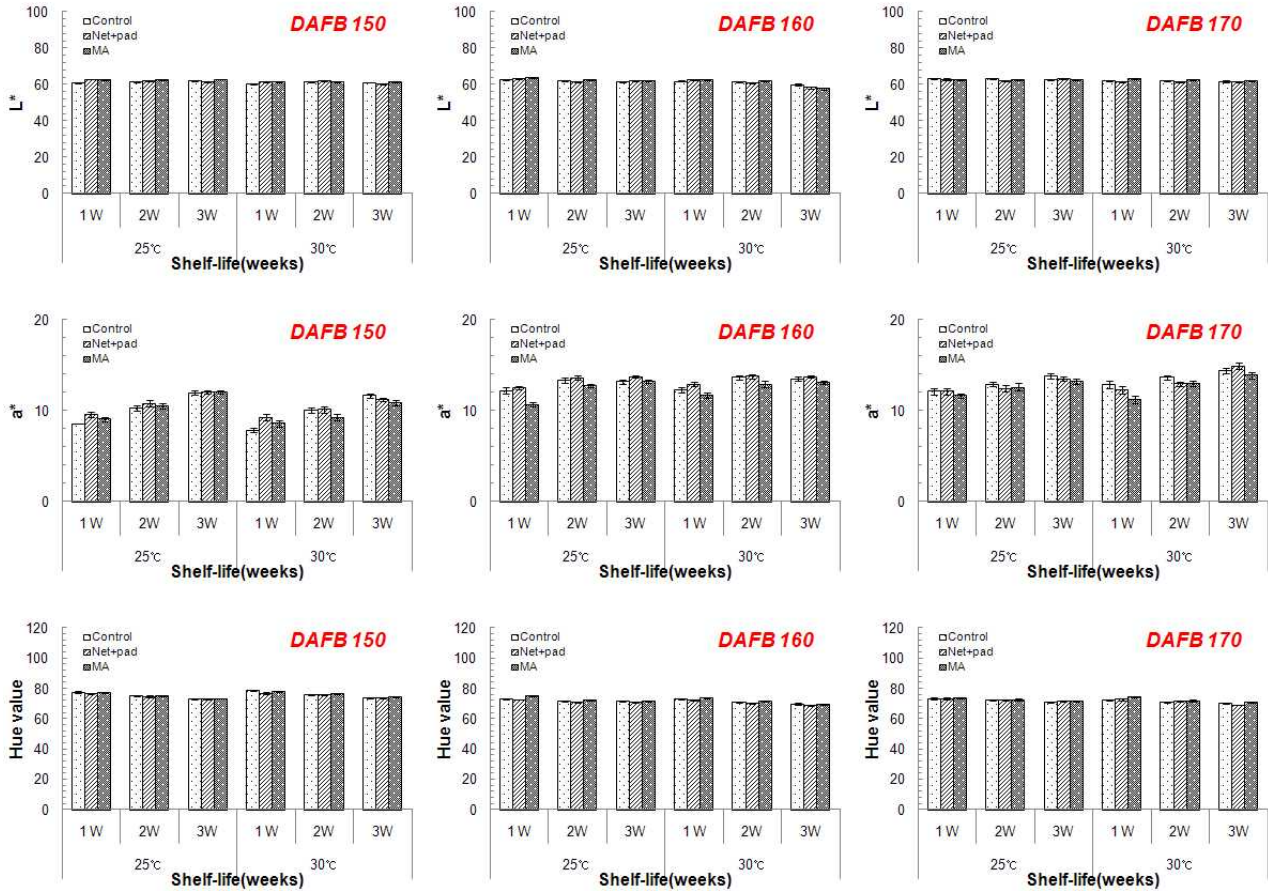 100
80
60
40
20
0
L*
Control
Net+pad
MA
DAFB 150
1 W 2W 3W 1W 2W 3W
25℃ 30℃
Shelf-life(weeks)
100
80
60
40
20
0
L*
Control
Net+pad
MA
DAFB 160
1 W 2W 3W 1W 2W 3W
25℃ 30℃
Shelf-life(weeks)
100
80
60
40
20
0
L*
Control
Net+pad
MA
DAFB 170
1 W 2W 3W 1W 2W 3W
25℃ 30℃
Shelf-life(weeks)
20
10
0
a*
Control
Net+pad
MA
DAFB 150
1 W 2W 3W 1W 2W 3W
25℃ 30℃
Shelf-life(weeks)
20
10
0
a*
Control
Net+pad
MA
DAFB 160
1 W 2W 3W 1W 2W 3W
25℃ 30℃
Shelf-life(weeks)
20
10
0
a*
Control
Net+pad
MA
DAFB 170
1 W 2W 3W 1W 2W 3W
25℃ 30℃
Shelf-life(weeks)
120
100
80
60
40
20
0
Hue value
Control
Net+pad
MA
DAFB 150
1 W 2W 3W 1W 2W 3W
25℃ 30℃
Shelf-life(weeks)
120
100
80
60
40
20
0
Hue value
Control
Net+pad
MA
DAFB 160
1 W 2W 3W 1W 2W 3W
25℃ 30℃
Shelf-life(weeks)
120
100
80
60
40
20
0
Hue value
Control
Net+pad
MA
DAFB 170
1 W 2W 3W 1W 2W 3W
25℃ 30℃
Shelf-life(weeks)